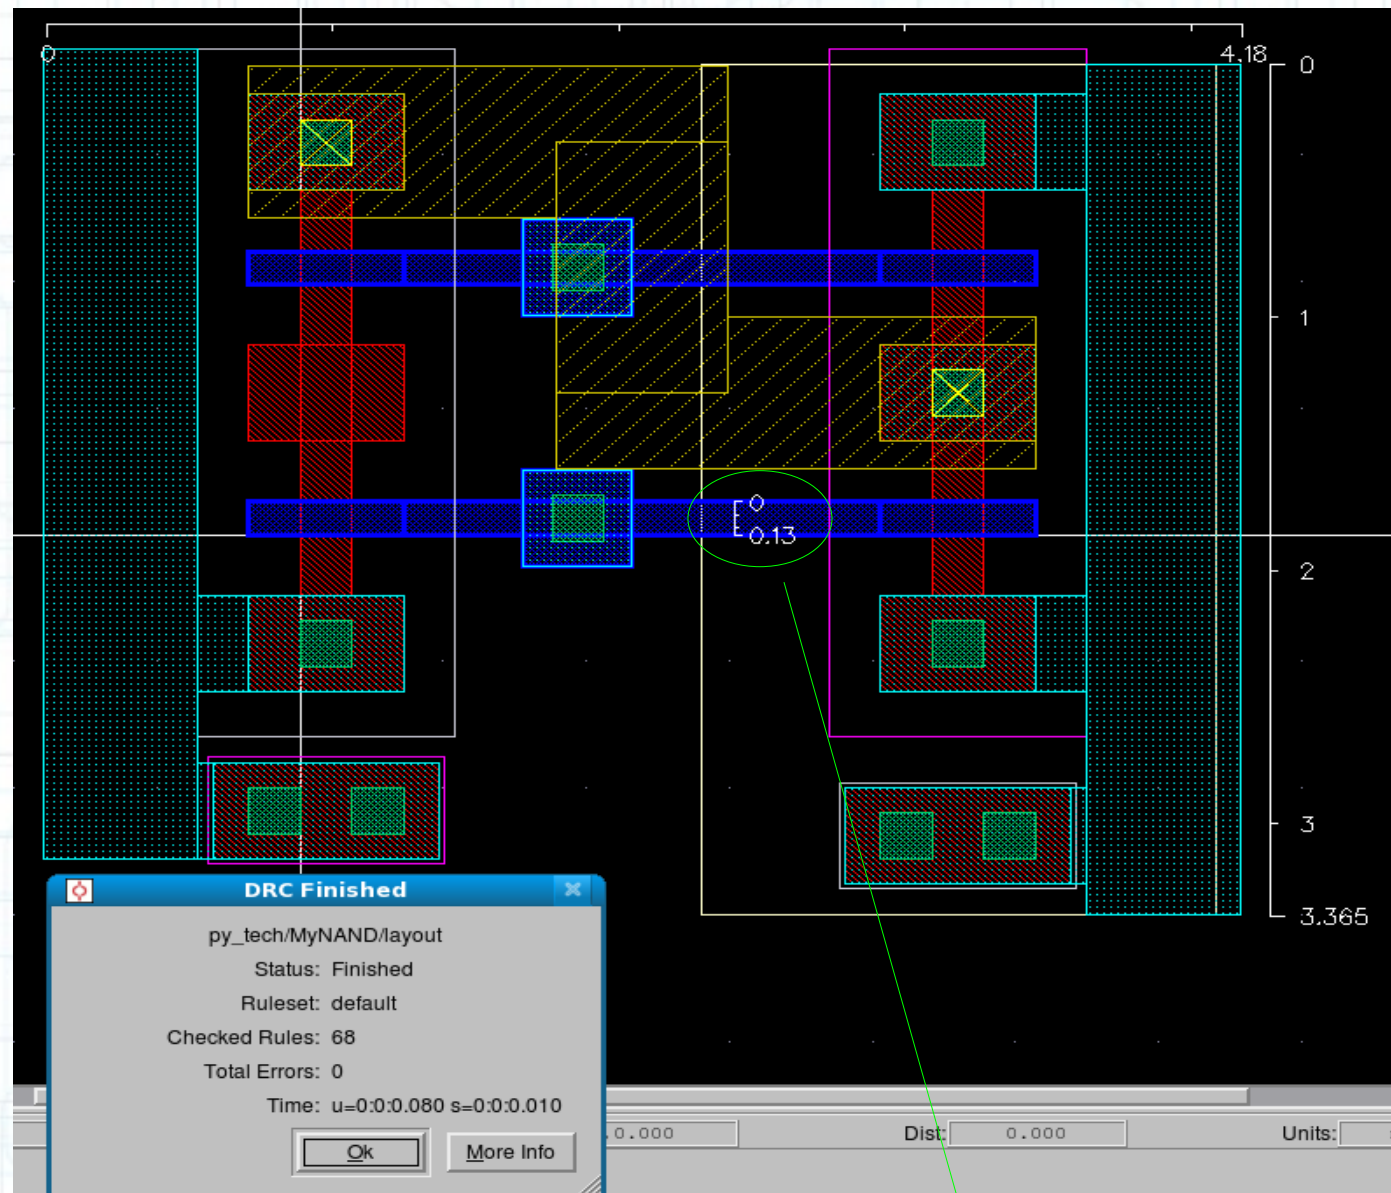 0
4.18
0
1
0
0.13
2
3
3.365
DRC Finished
py_tech/MyNAND/layout
Status: Finished
Ruleset: default
Checked Rules: 68
Total Errors: 0
Time: u=0:0:0.080 s=0:0:0.010
Ok
More Info
.0.000
Dist: 0.000
Units: